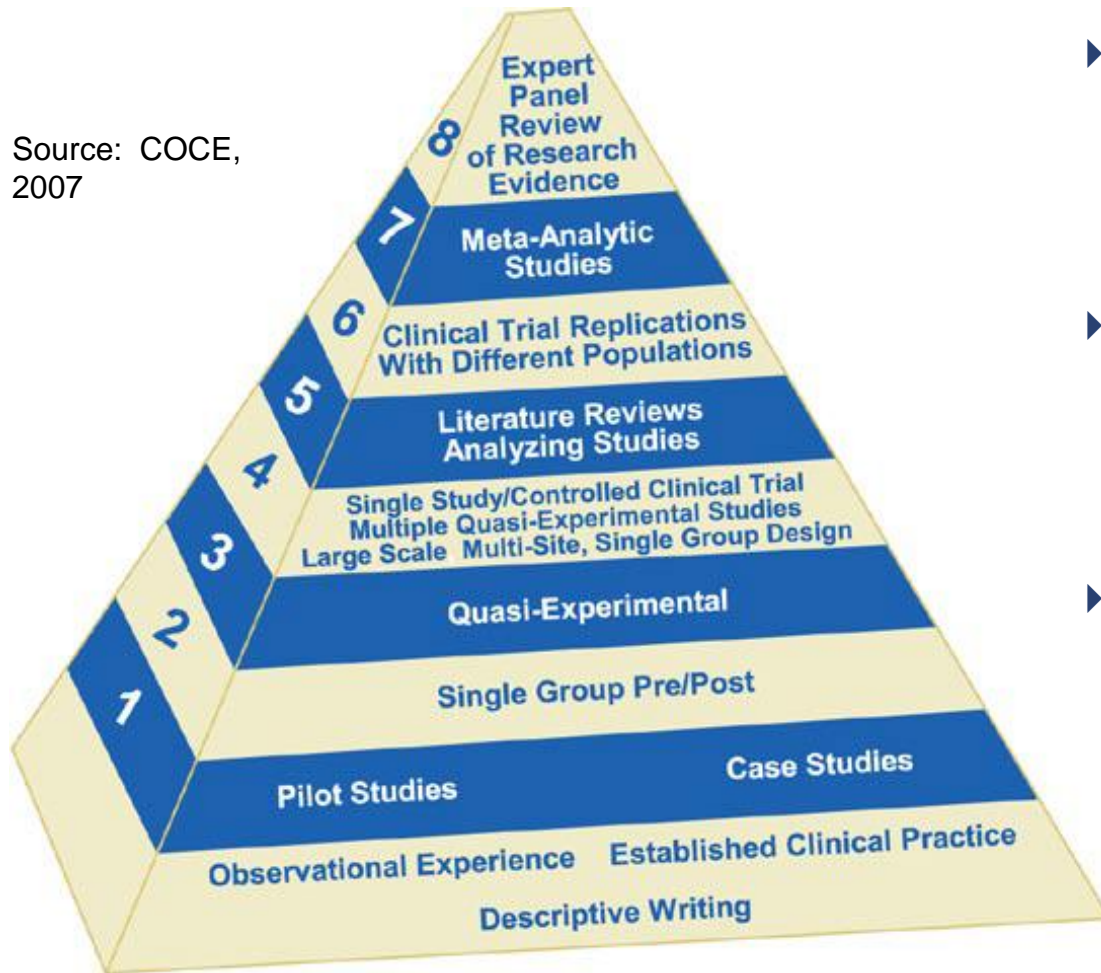 Source: COCE,
2007
8
Expert
Panel
Review
of Research
Evidence
7
Meta-Analytic
Studies
6
Clinical Trial Replications
With Different Populations
5
Literature Reviews
Analyzing Studies
4
Single Study/Controlled Clinical Trial
Multiple Quasi-Experimental Studies
Large Scale Multi-Site, Single Group Design
3
Quasi-Experimental
2
Single Group Pre/Post
1
Pilot Studies Case Studies
Observational Experience Established Clinical Practice
Descriptive Writing